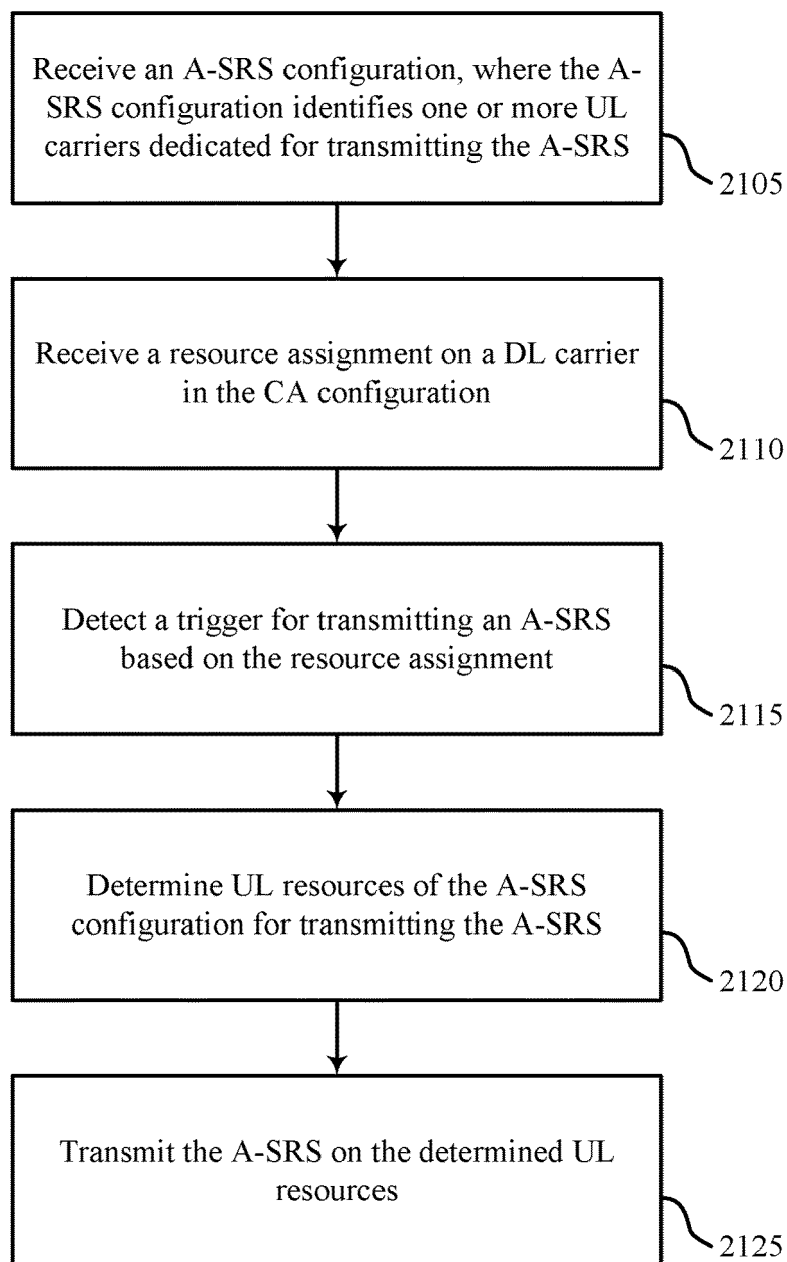 Receive an A-SRS configuration, where the A-
SRS configuration identifies one or more UL
carriers dedicated for transmitting the A-SRS
2105
Receive a resource assignment on a DL carrier
in the CA configuration
2110
Detect a trigger for transmitting an A-SRS
based on the resource assignment
2115
Determine UL resources of the A-SRS
configuration for transmitting the A-SRS
2120
Transmit the A-SRS on the determined UL
resources
2125